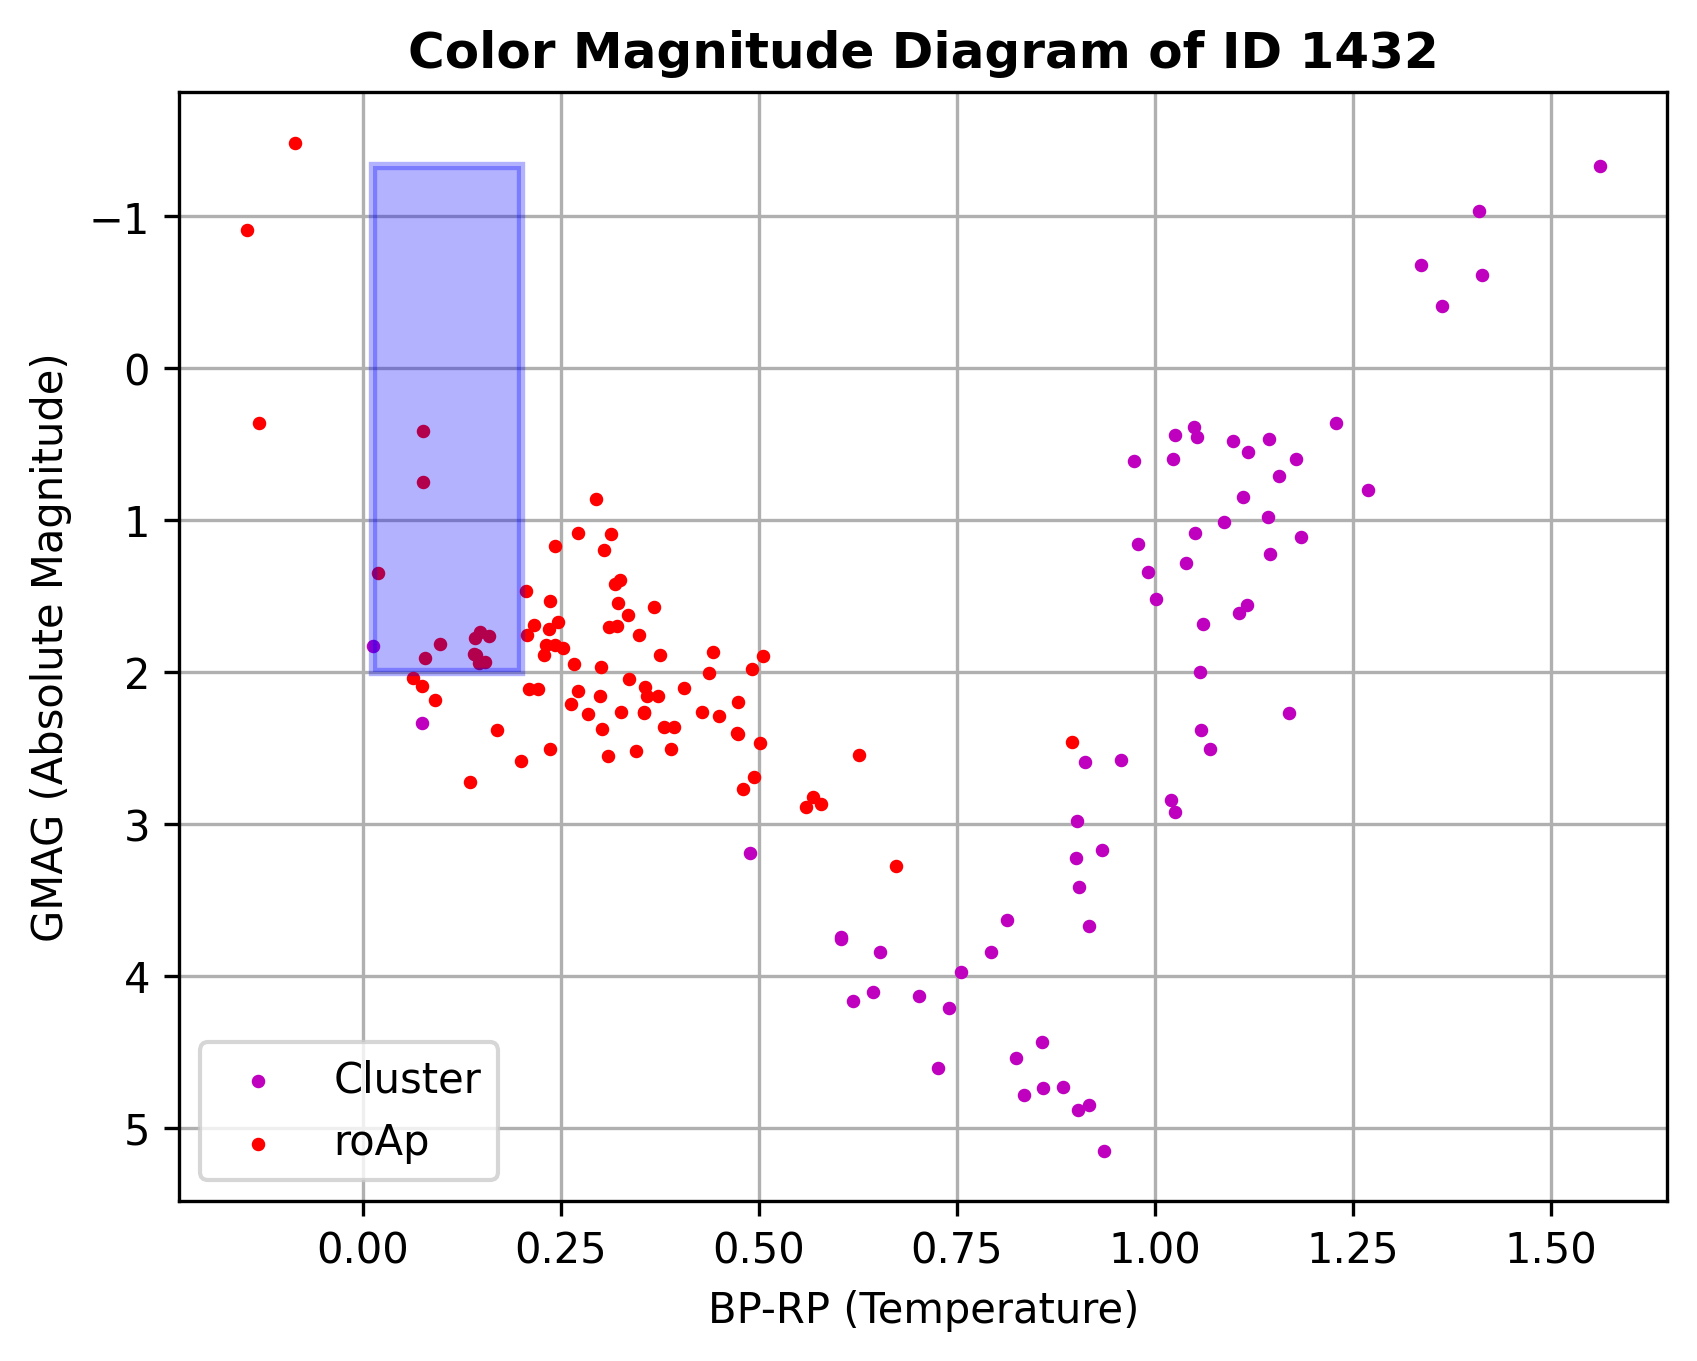 Color Magnitude Diagram of ID 1432
GMAG (Absolute Magnitude)
−1
0
1
2
3
4
5
Cluster
roAp
0.00 0.25 0.50 0.75 1.00 1.25 1.50
BP-RP (Temperature)